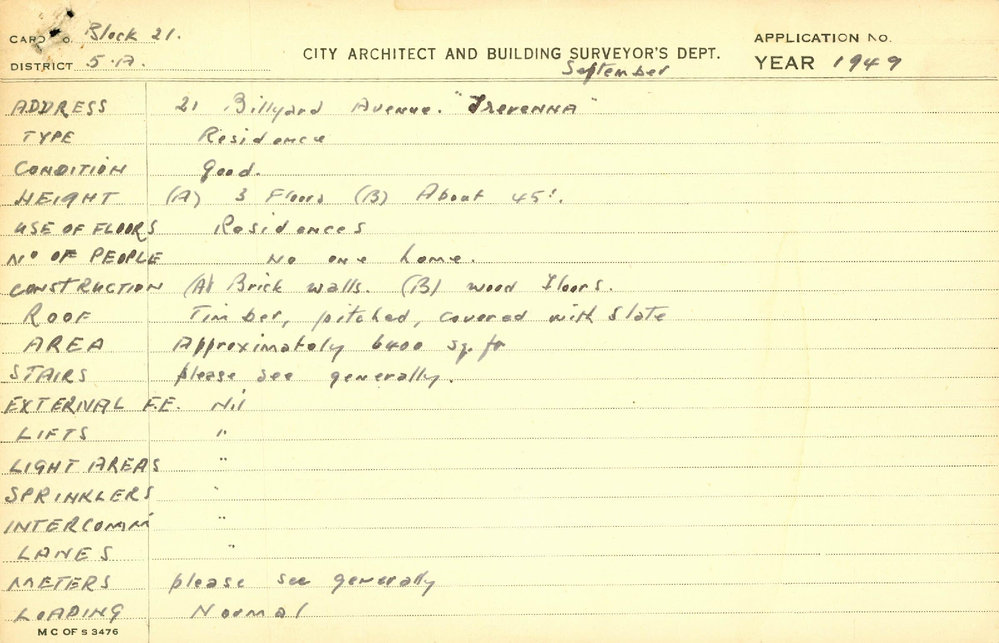 CARD No. Block 21.
DISTRICT 5.17.
CITY ARCHITECT AND BUILDING SURVEYOR'S DEPT.
September
APPLICATION No.
YEAR 1949
ADDRESS 21 Billyard Avenue. "Trevenna"
TYPE Residence
CONDITION Good.
HEIGHT (A) 3 Floors (B) About 45'.
USE OF FLOORS Residences
No OF PEOPLE No one home.
CONSTRUCTION (A) Brick walls. (B) wood Floors.
ROOF Timber, pitched, covered with Slate
AREA Approximately 6400 sq. ft
STAIRS please see generally.
EXTERNAL F.E. Nil
LIFTS "
LIGHT AREAS "
SPRINKLERS "
INTERCOMM "
LANES "
METERS please see generally
LOADING Normal
M C OF S 3476